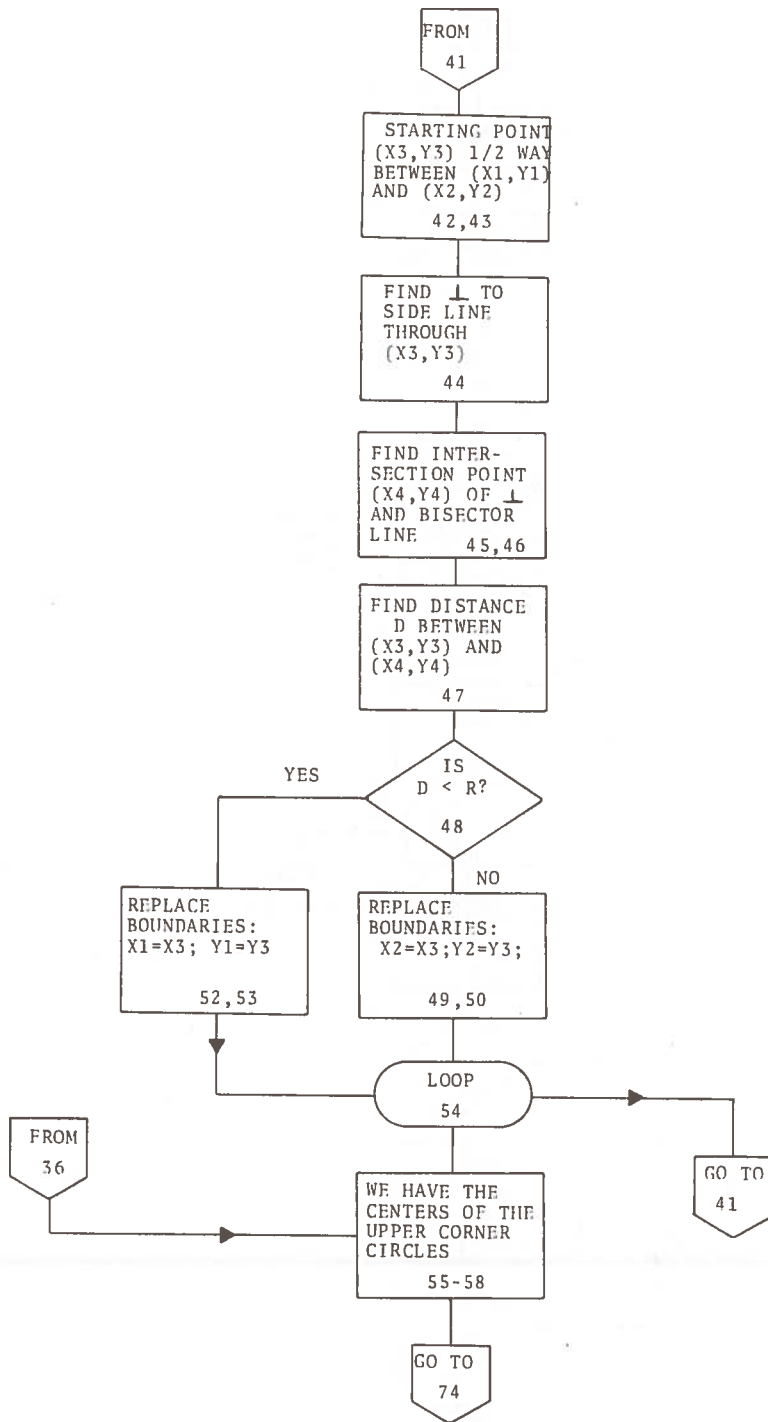 FROM
41
STARTING POINT
(X3,Y3) 1/2 WAY
BETWEEN (X1,Y1)
AND (X2,Y2)
42,43
FIND ⊥ TO
SIDE LINE
THROUGH
(X3,Y3)
44
FIND INTER-
SECTION POINT
(X4,Y4) OF ⊥
AND BISECTOR
LINE 45,46
FIND DISTANCE
D BETWEEN
(X3,Y3) AND
(X4,Y4)
47
IS
D < R?
48
YES
NO
REPLACE
BOUNDARIES:
X1=X3; Y1=Y3
52,53
REPLACE
BOUNDARIES:
X2=X3;Y2=Y3;
49,50
LOOP
54
FROM
36
GO TO
41
WE HAVE THE
CENTERS OF THE
UPPER CORNER
CIRCLES
55-58
GO TO
74